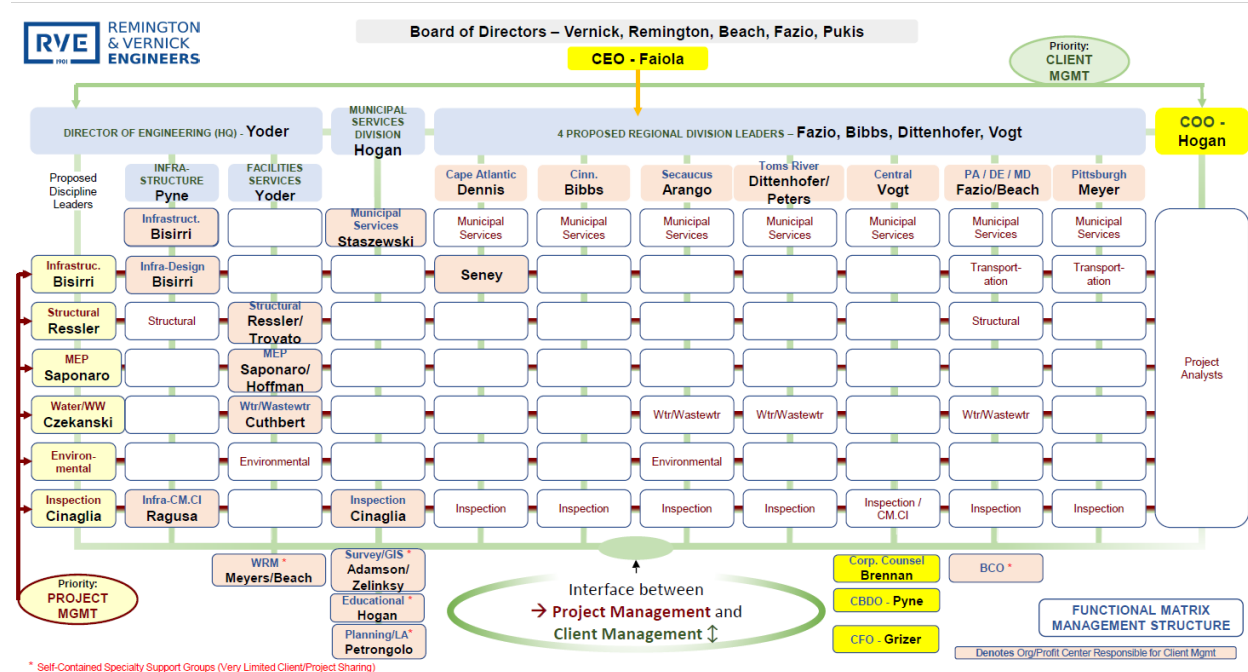 RVE
1901
REMINGTON
& VERNICK
ENGINEERS
Board of Directors – Vernick, Remington, Beach, Fazio, Pukis
CEO - Faiola
Priority:
CLIENT
MGMT
DIRECTOR OF ENGINEERING (HQ) - Yoder
MUNICIPAL
SERVICES
DIVISION
Hogan
4 PROPOSED REGIONAL DIVISION LEADERS – Fazio, Bibbs, Dittenhofer, Vogt
COO -
Hogan
Proposed
Discipline
Leaders
INFRA-
STRUCTURE
Pyne
FACILITIES
SERVICES
Yoder
Cape Atlantic
Dennis
Cinn.
Bibbs
Secaucus
Arango
Toms River
Dittenhofer/
Peters
Central
Vogt
PA / DE / MD
Fazio/Beach
Pittsburgh
Meyer
Infrastruct.
Bisirri
Municipal
Services
Staszewski
Municipal
Services
Municipal
Services
Municipal
Services
Municipal
Services
Municipal
Services
Municipal
Services
Municipal
Services
Infrastruc.
Bisirri
Infra-Design
Bisirri
Seney
Transport-
ation
Transport-
ation
Structural
Ressler
Structural
Structural
Ressler/
Trovato
Structural
MEP
Saponaro
MEP
Saponaro/
Hoffman
Project
Analysts
Water/WW
Czekanski
Wtr/Wastewtr
Cuthbert
Wtr/Wastewtr
Wtr/Wastewtr
Wtr/Wastewtr
Environ-
mental
Environmental
Environmental
Inspection
Cinaglia
Infra-CM.CI
Ragusa
Inspection
Cinaglia
Inspection
Inspection
Inspection
Inspection
Inspection /
CM.CI
Inspection
Inspection
Priority:
PROJECT
MGMT
WRM *
Meyers/Beach
Survey/GIS *
Adamson/
Zelinksy
Educational *
Hogan
Planning/LA*
Petrongolo
Interface between
→ Project Management and
Client Management ↕
Corp. Counsel
Brennan
CBDO - Pyne
CFO - Grizer
BCO *
FUNCTIONAL MATRIX
MANAGEMENT STRUCTURE
Denotes Org/Profit Center Responsible for Client Mgmt
* Self-Contained Specialty Support Groups (Very Limited Client/Project Sharing)